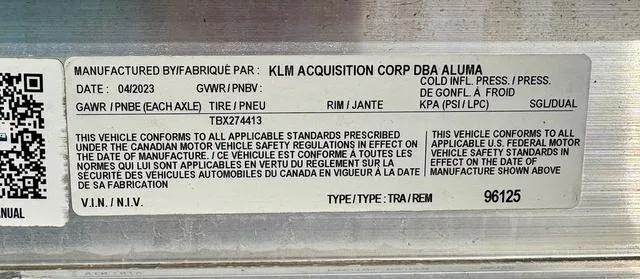 MANUFACTURED BY/FABRIQUÉ PAR : KLM ACQUISITION CORP DBA ALUMA
DATE : 04/2023 GVWR / PNBV : COLD INFL. PRESS. / PRESS. DE GONFL. À FROID
GAWR / PNBE (EACH AXLE) TIRE / PNEU RIM / JANTE KPA (PSI / LPC) SGL/DUAL
TBX274413
THIS VEHICLE CONFORMS TO ALL APPLICABLE STANDARDS PRESCRIBED
UNDER THE CANADIAN MOTOR VEHICLE SAFETY REGULATIONS IN EFFECT ON
THE DATE OF MANUFACTURE. / CE VÉHICULE EST CONFORME À TOUTES LES
NORMES QUI LUI SONT APPLICABLES EN VERTU DU RÈGLEMENT SUR LA
SÉCURITÉ DES VÉHICULES AUTOMOBILES DU CANADA EN VIGUEUR À LA DATE
DE SA FABRICATION
THIS VEHICLE CONFORMS TO ALL
APPLICABLE U.S. FEDERAL MOTOR
VEHICLE SAFETY STANDARDS IN
EFFECT ON THE DATE OF
MANUFACTURE SHOWN ABOVE
V.I.N. / N.I.V. TYPE / TYPE : TRA / REM 96125
ANUAL